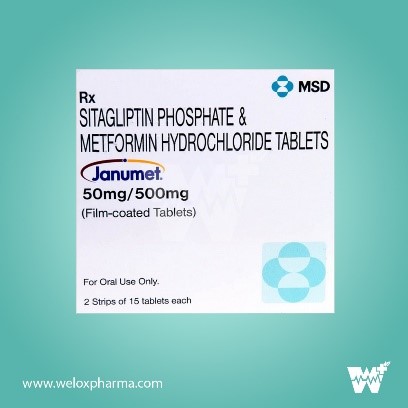 MSD
Rx
SITAGLIPTIN PHOSPHATE &
METFORMIN HYDROCHLORIDE TABLETS
Janumet
50mg/500mg
(Film-coated Tablets)
For Oral Use Only.
2 Strips of 15 tablets each
www.weloxpharma.com
W